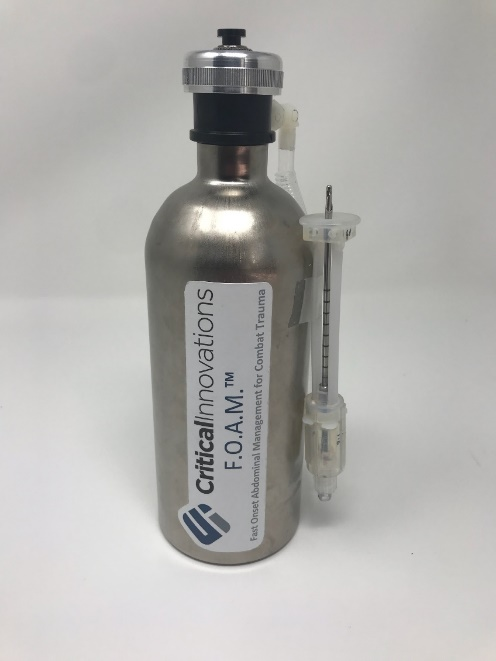 CriticalInnovations
F.O.A.M.™
Fast Onset Abdominal Management for Combat Trauma